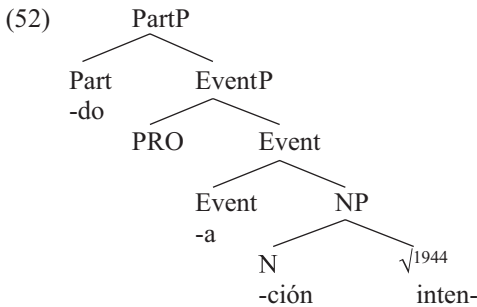 (52) PartP
Part EventP
-do
PRO Event
Event NP
-a
N √1944
-ción inten-